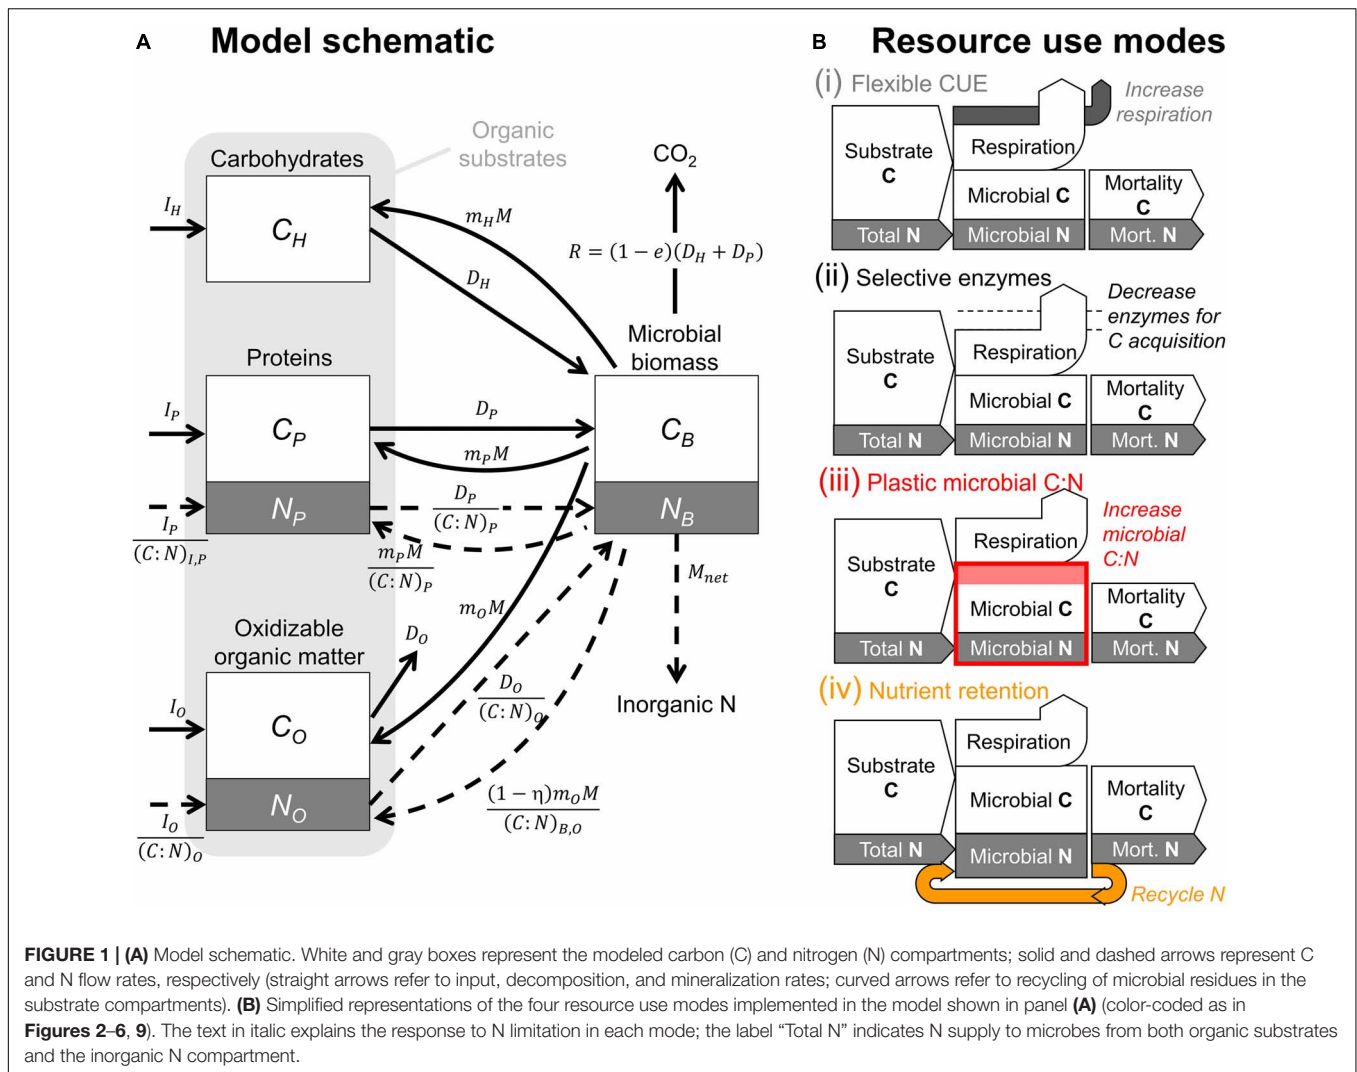 A Model schematic
Organic
substrates
Carbohydrates
I_H
C_H
m_H M
D_H
CO₂
R = (1 − e)(D_H + D_P)
Microbial
biomass
Proteins
I_P
C_P
D_P
m_P M
C_B
N_P
I_P
(C:N)_{I,P}
D_P
(C:N)_P
m_P M
(C:N)_P
N_B
M_{net}
Inorganic N
Oxidizable
organic matter
D_O
m_O M
I_O
C_O
D_O
(C:N)_O
N_O
I_O
(C:N)_O
(1 − η)m_O M
(C:N)_{B,O}
B Resource use modes
(i) Flexible CUE
Increase
respiration
Substrate
C
Respiration
Microbial C
Mortality
C
Total N
Microbial N
Mort. N
(ii) Selective enzymes
Decrease
enzymes for
C acquisition
Substrate
C
Respiration
Microbial C
Mortality
C
Total N
Microbial N
Mort. N
(iii) Plastic microbial C:N
Increase
microbial
C:N
Substrate
C
Respiration
Microbial C
Mortality
C
Total N
Microbial N
Mort. N
(iv) Nutrient retention
Substrate
C
Respiration
Microbial C
Mortality
C
Total N
Microbial N
Mort. N
Recycle N
FIGURE 1 | (A) Model schematic. White and gray boxes represent the modeled carbon (C) and nitrogen (N) compartments; solid and dashed arrows represent C
and N flow rates, respectively (straight arrows refer to input, decomposition, and mineralization rates; curved arrows refer to recycling of microbial residues in the
substrate compartments). (B) Simplified representations of the four resource use modes implemented in the model shown in panel (A) (color-coded as in
Figures 2–6, 9). The text in italic explains the response to N limitation in each mode; the label “Total N” indicates N supply to microbes from both organic substrates
and the inorganic N compartment.